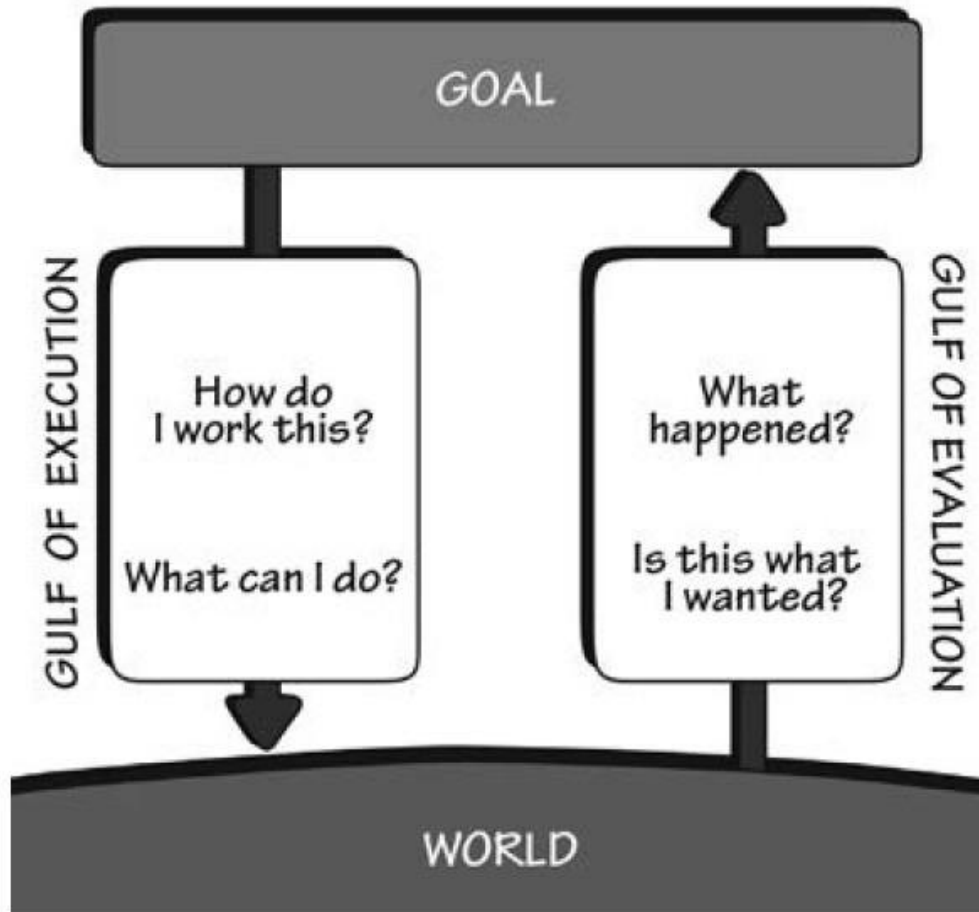 GOAL
GULF OF EXECUTION
How do
I work this?
What can I do?
What
happened?
Is this what
I wanted?
GULF OF EVALUATION
WORLD